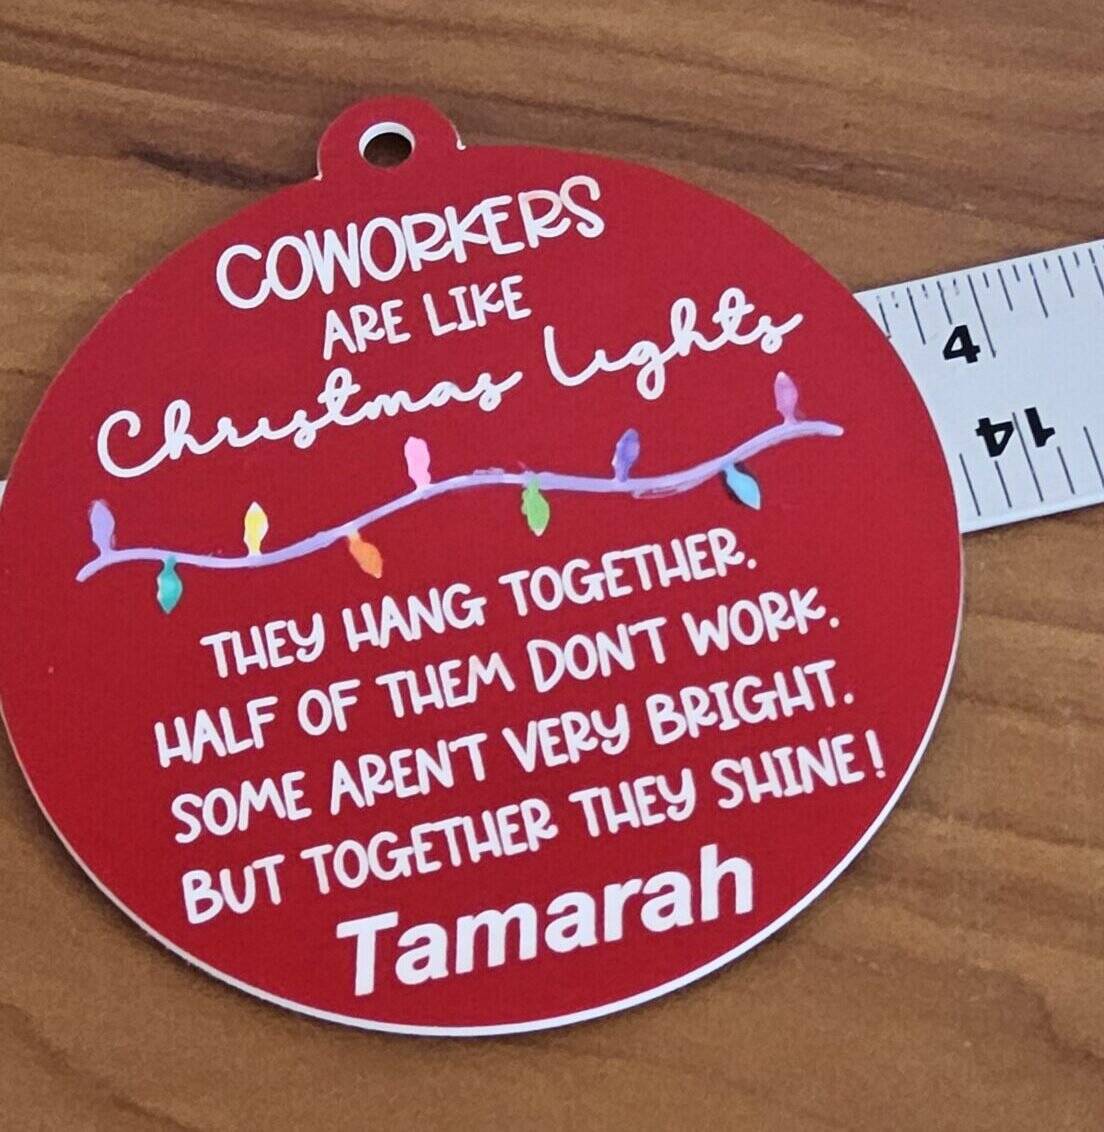 COWORKERS
ARE LIKE
Christmas Lights
THEY HANG TOGETHER.
HALF OF THEM DON'T WORK.
SOME AREN'T VERY BRIGHT.
BUT TOGETHER THEY SHINE!
Tamarah
4
14